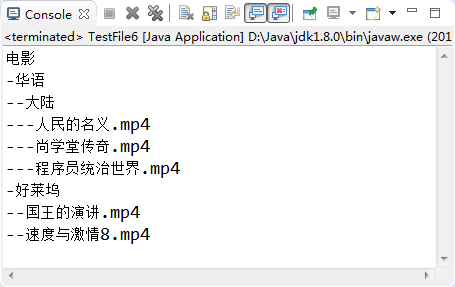 Console
<terminated> TestFile6 [Java Application] D:\Java\jdk1.8.0\bin\javaw.exe (201
电影
-华语
--大陆
---人民的名义.mp4
---尚学堂传奇.mp4
---程序员统治世界.mp4
-好莱坞
--国王的演讲.mp4
--速度与激情8.mp4